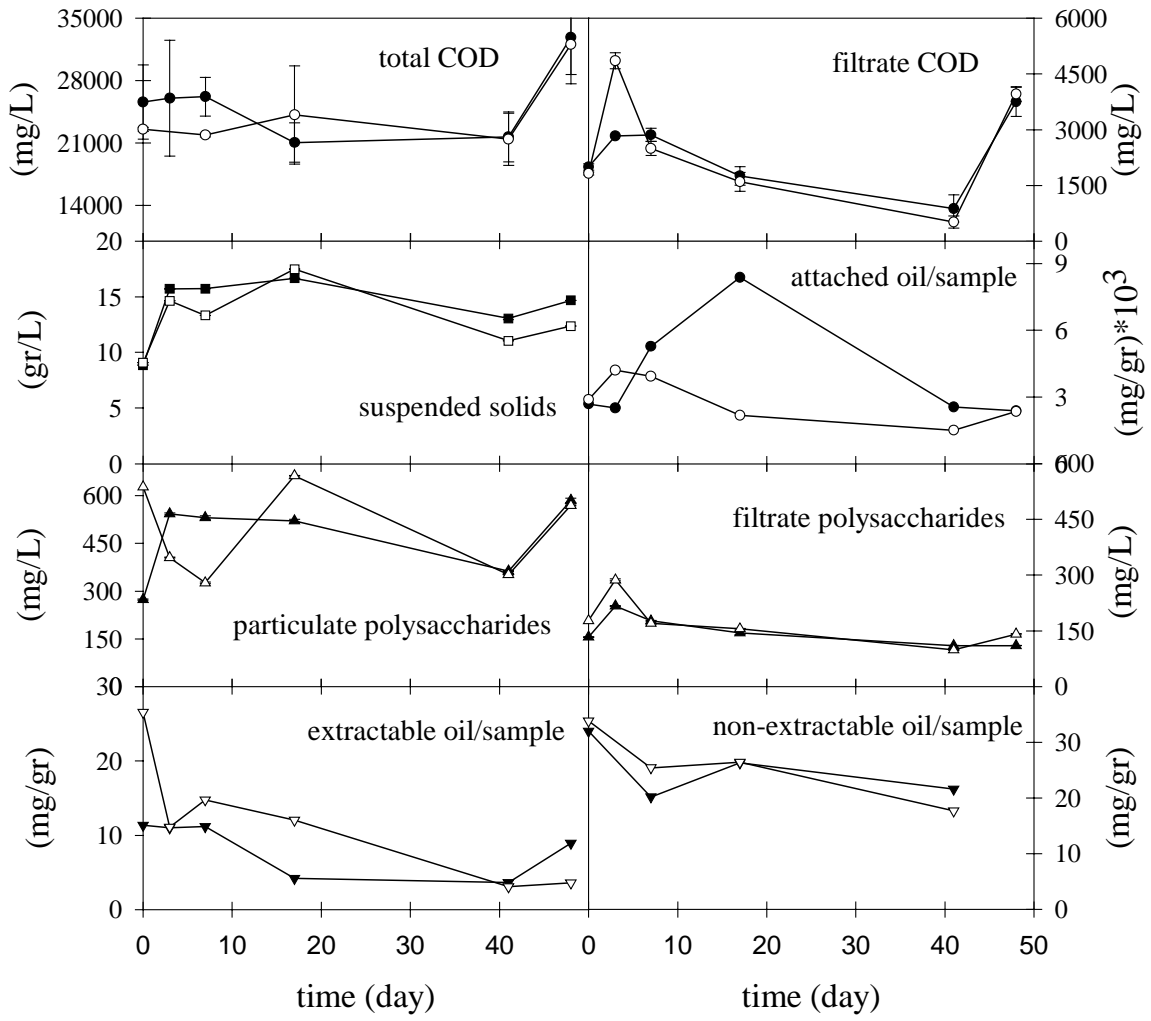 35000
28000
21000
14000
(mg/L)
total COD
filtrate COD
6000
4500
3000
1500
0
(mg/L)
20
15
10
5
0
(gr/L)
suspended solids
attached oil/sample
9
6
3
0
(mg/gr)*10³
600
450
300
150
(mg/L)
particulate polysaccharides
filtrate polysaccharides
600
450
300
150
0
(mg/L)
30
20
10
0
(mg/gr)
extractable oil/sample
non-extractable oil/sample
30
20
10
0
(mg/gr)
0 10 20 30 40 0 10 20 30 40 50
time (day) time (day)